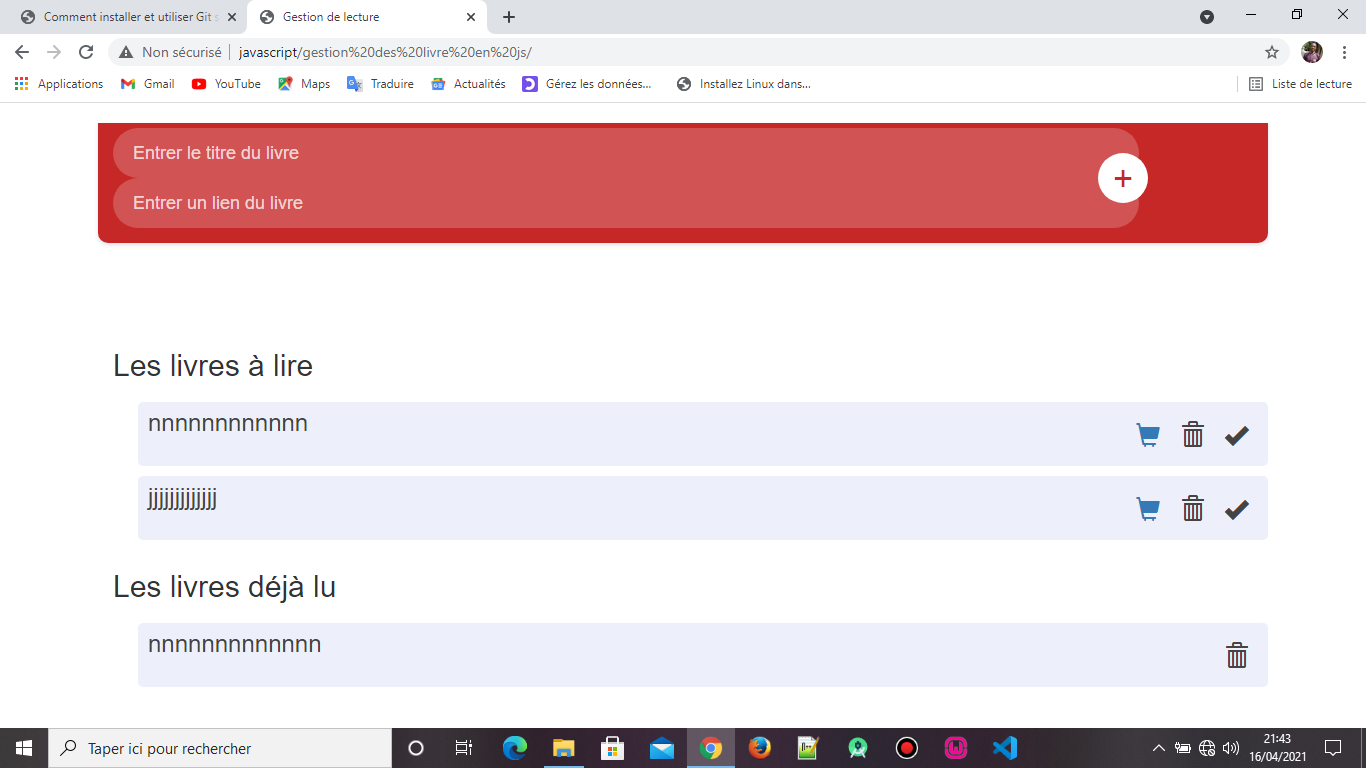 Comment installer et utiliser Git s
Gestion de lecture
Non sécurisé
javascript/gestion%20des%20livre%20en%20js/
Applications
Gmail
YouTube
Maps
Traduire
Actualités
Gérez les données...
Installez Linux dans...
Liste de lecture
Entrer le titre du livre
+
Entrer un lien du livre
Les livres à lire
nnnnnnnnnnnn
jjjjjjjjjjjjj
Les livres déjà lu
nnnnnnnnnnnnn
Taper ici pour rechercher
21:43
16/04/2021